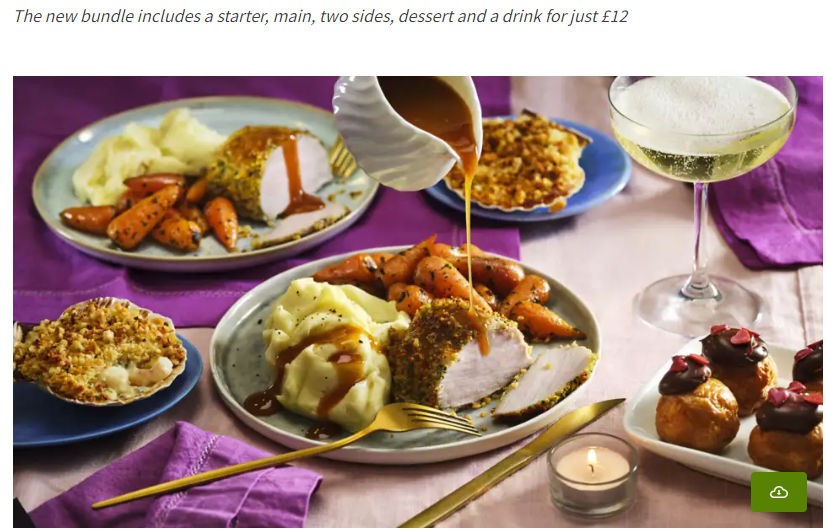 The new bundle includes a starter, main, two sides, dessert and a drink for just £12